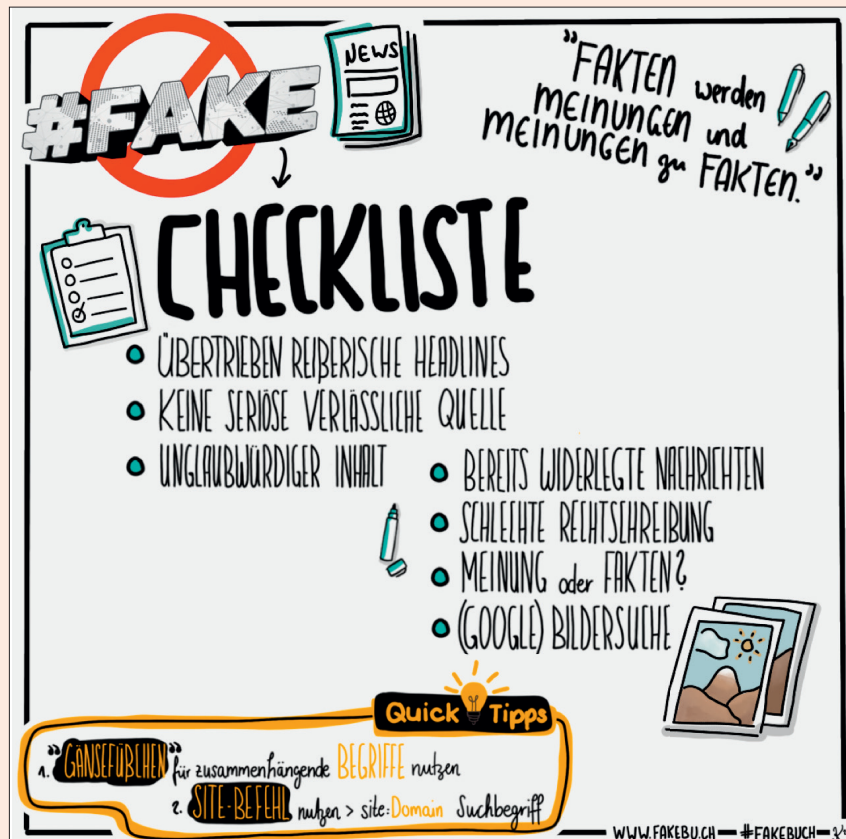 #FAKE
NEWS
"FAKTEN werden
MEINUNGEN und
MEINUNGEN zu FAKTEN."
CHECKLISTE
ÜBERTRIEBEN REIẞERISCHE HEADLINES
KEINE SERIÖSE VERLÄSSLICHE QUELLE
UNGLAUBWÜRDIGER INHALT
BEREITS WIDERLEGTE NACHRICHTEN
SCHLECHTE RECHTSCHREIBUNG
MEINUNG oder FAKTEN?
(GOOGLE) BILDERSUCHE
Quick Tipps
1. "GÄNSEFÜẞCHEN" für zusammenhängende BEGRIFFE nutzen
2. SITE-BEFEHL nutzen > site:Domain Suchbegriff
WWW.FAKEBU.CH — #FAKEBUCH